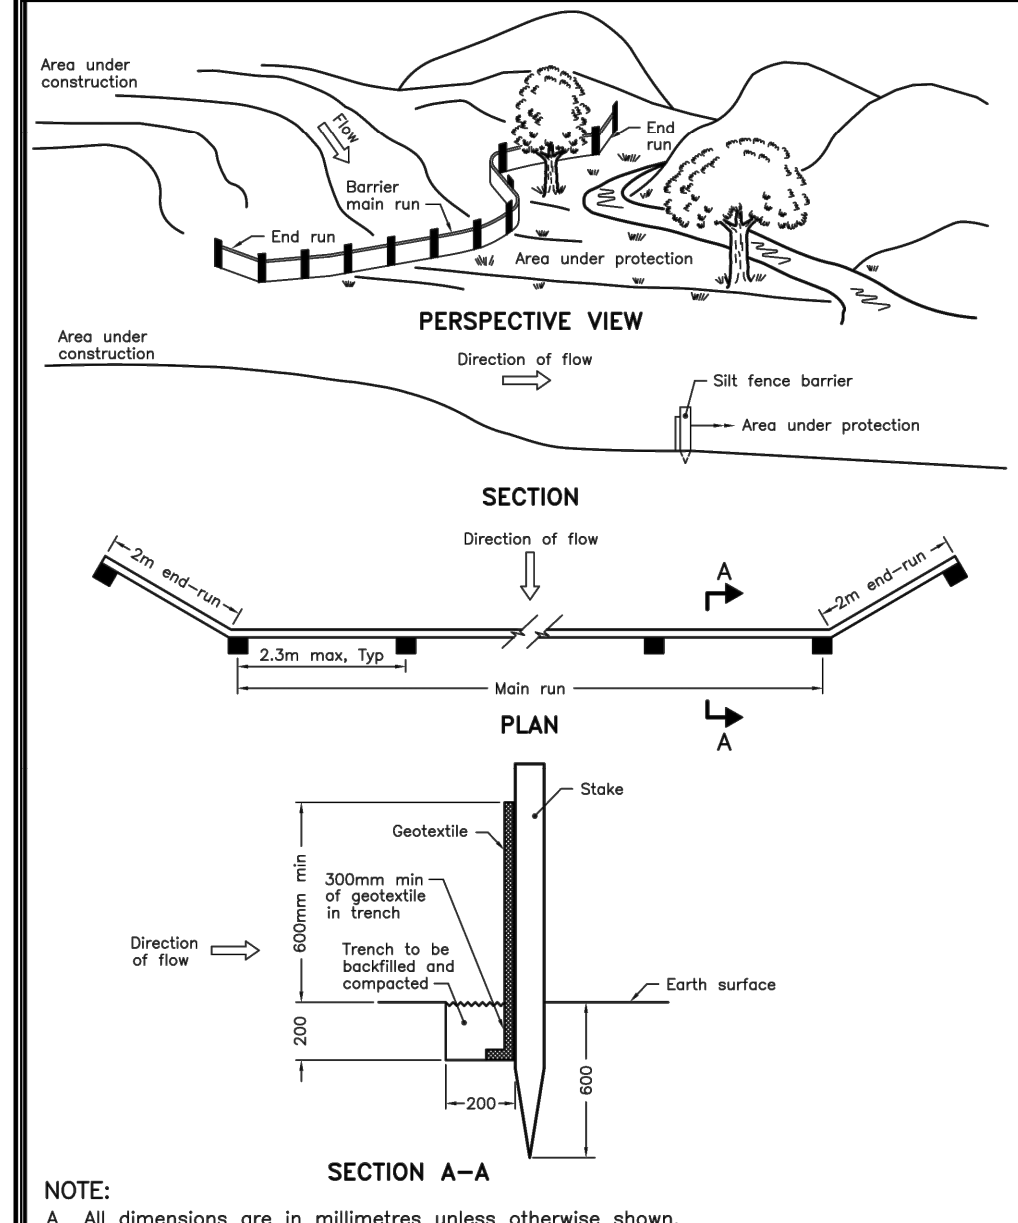 Area under
construction
Flow
End
run
Barrier
main run
End run
Area under protection
PERSPECTIVE VIEW
Area under
construction
Direction of flow
Silt fence barrier
Area under protection
SECTION
Direction of flow
2m end-run
A
2m end-run
2.3m max, Typ
Main run
PLAN
A
Stake
Geotextile
600mm min
300mm min
of geotextile
in trench
Direction
of flow
Trench to be
backfilled and
compacted
Earth surface
200
600
200
SECTION A-A
NOTE:
A All dimensions are in millimetres unless otherwise shown.